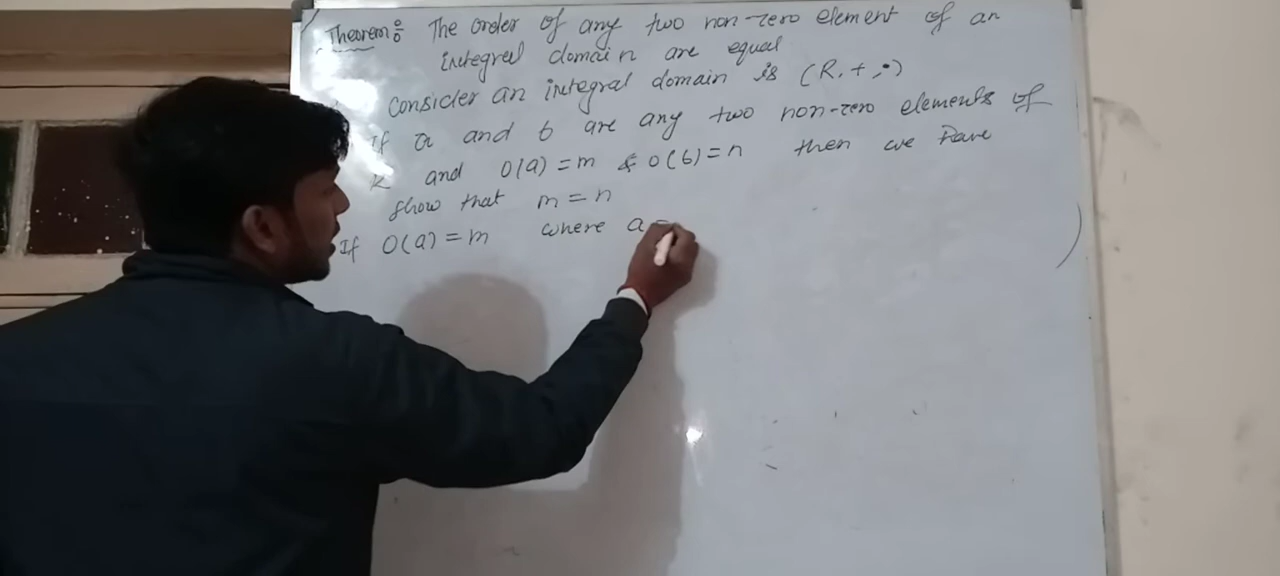 Theorem: The order of any two non-zero element of an
integral domain are equal
Consider an integral domain is (R, +, ·)
If a and b are any two non-zero elements of
R and O(a) = m & O(b) = n then we have
show that m = n
If O(a) = m where a